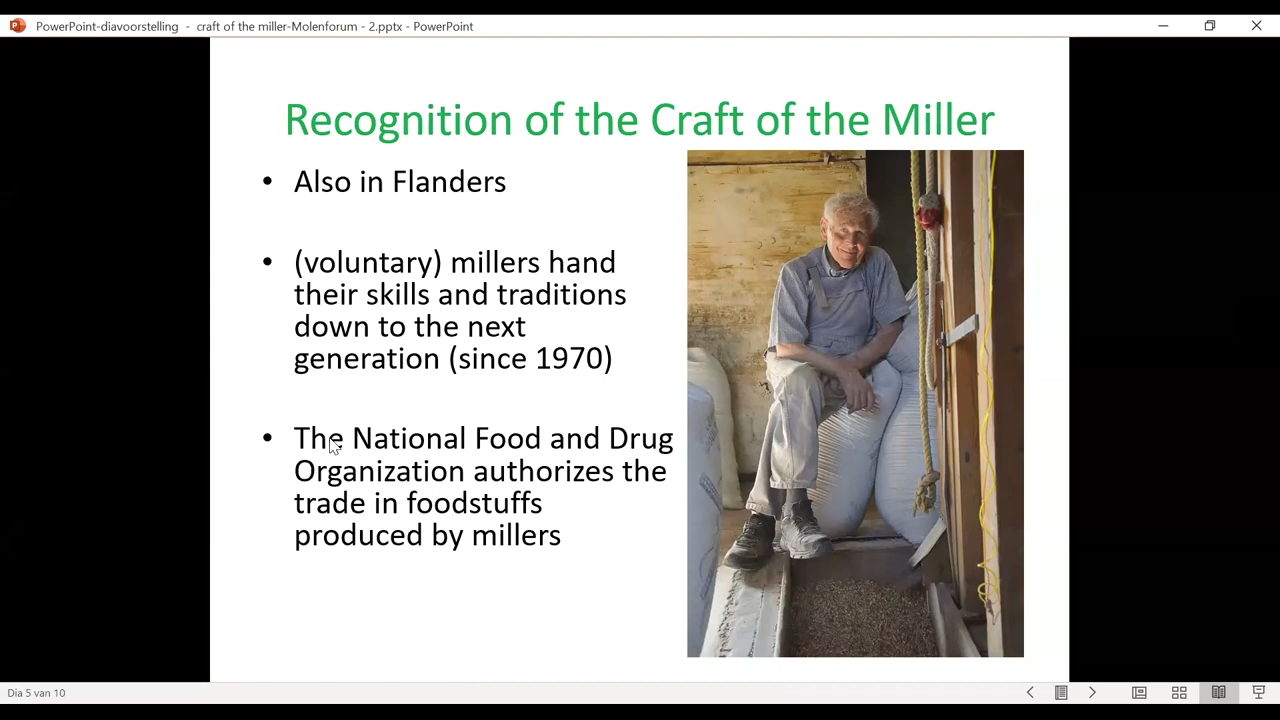 PowerPoint-diavoorstelling - craft of the miller-Molenforum - 2.pptx - PowerPoint
Recognition of the Craft of the Miller
• Also in Flanders
• (voluntary) millers hand
their skills and traditions
down to the next
generation (since 1970)
• The National Food and Drug
Organization authorizes the
trade in foodstuffs
produced by millers
Dia 5 van 10